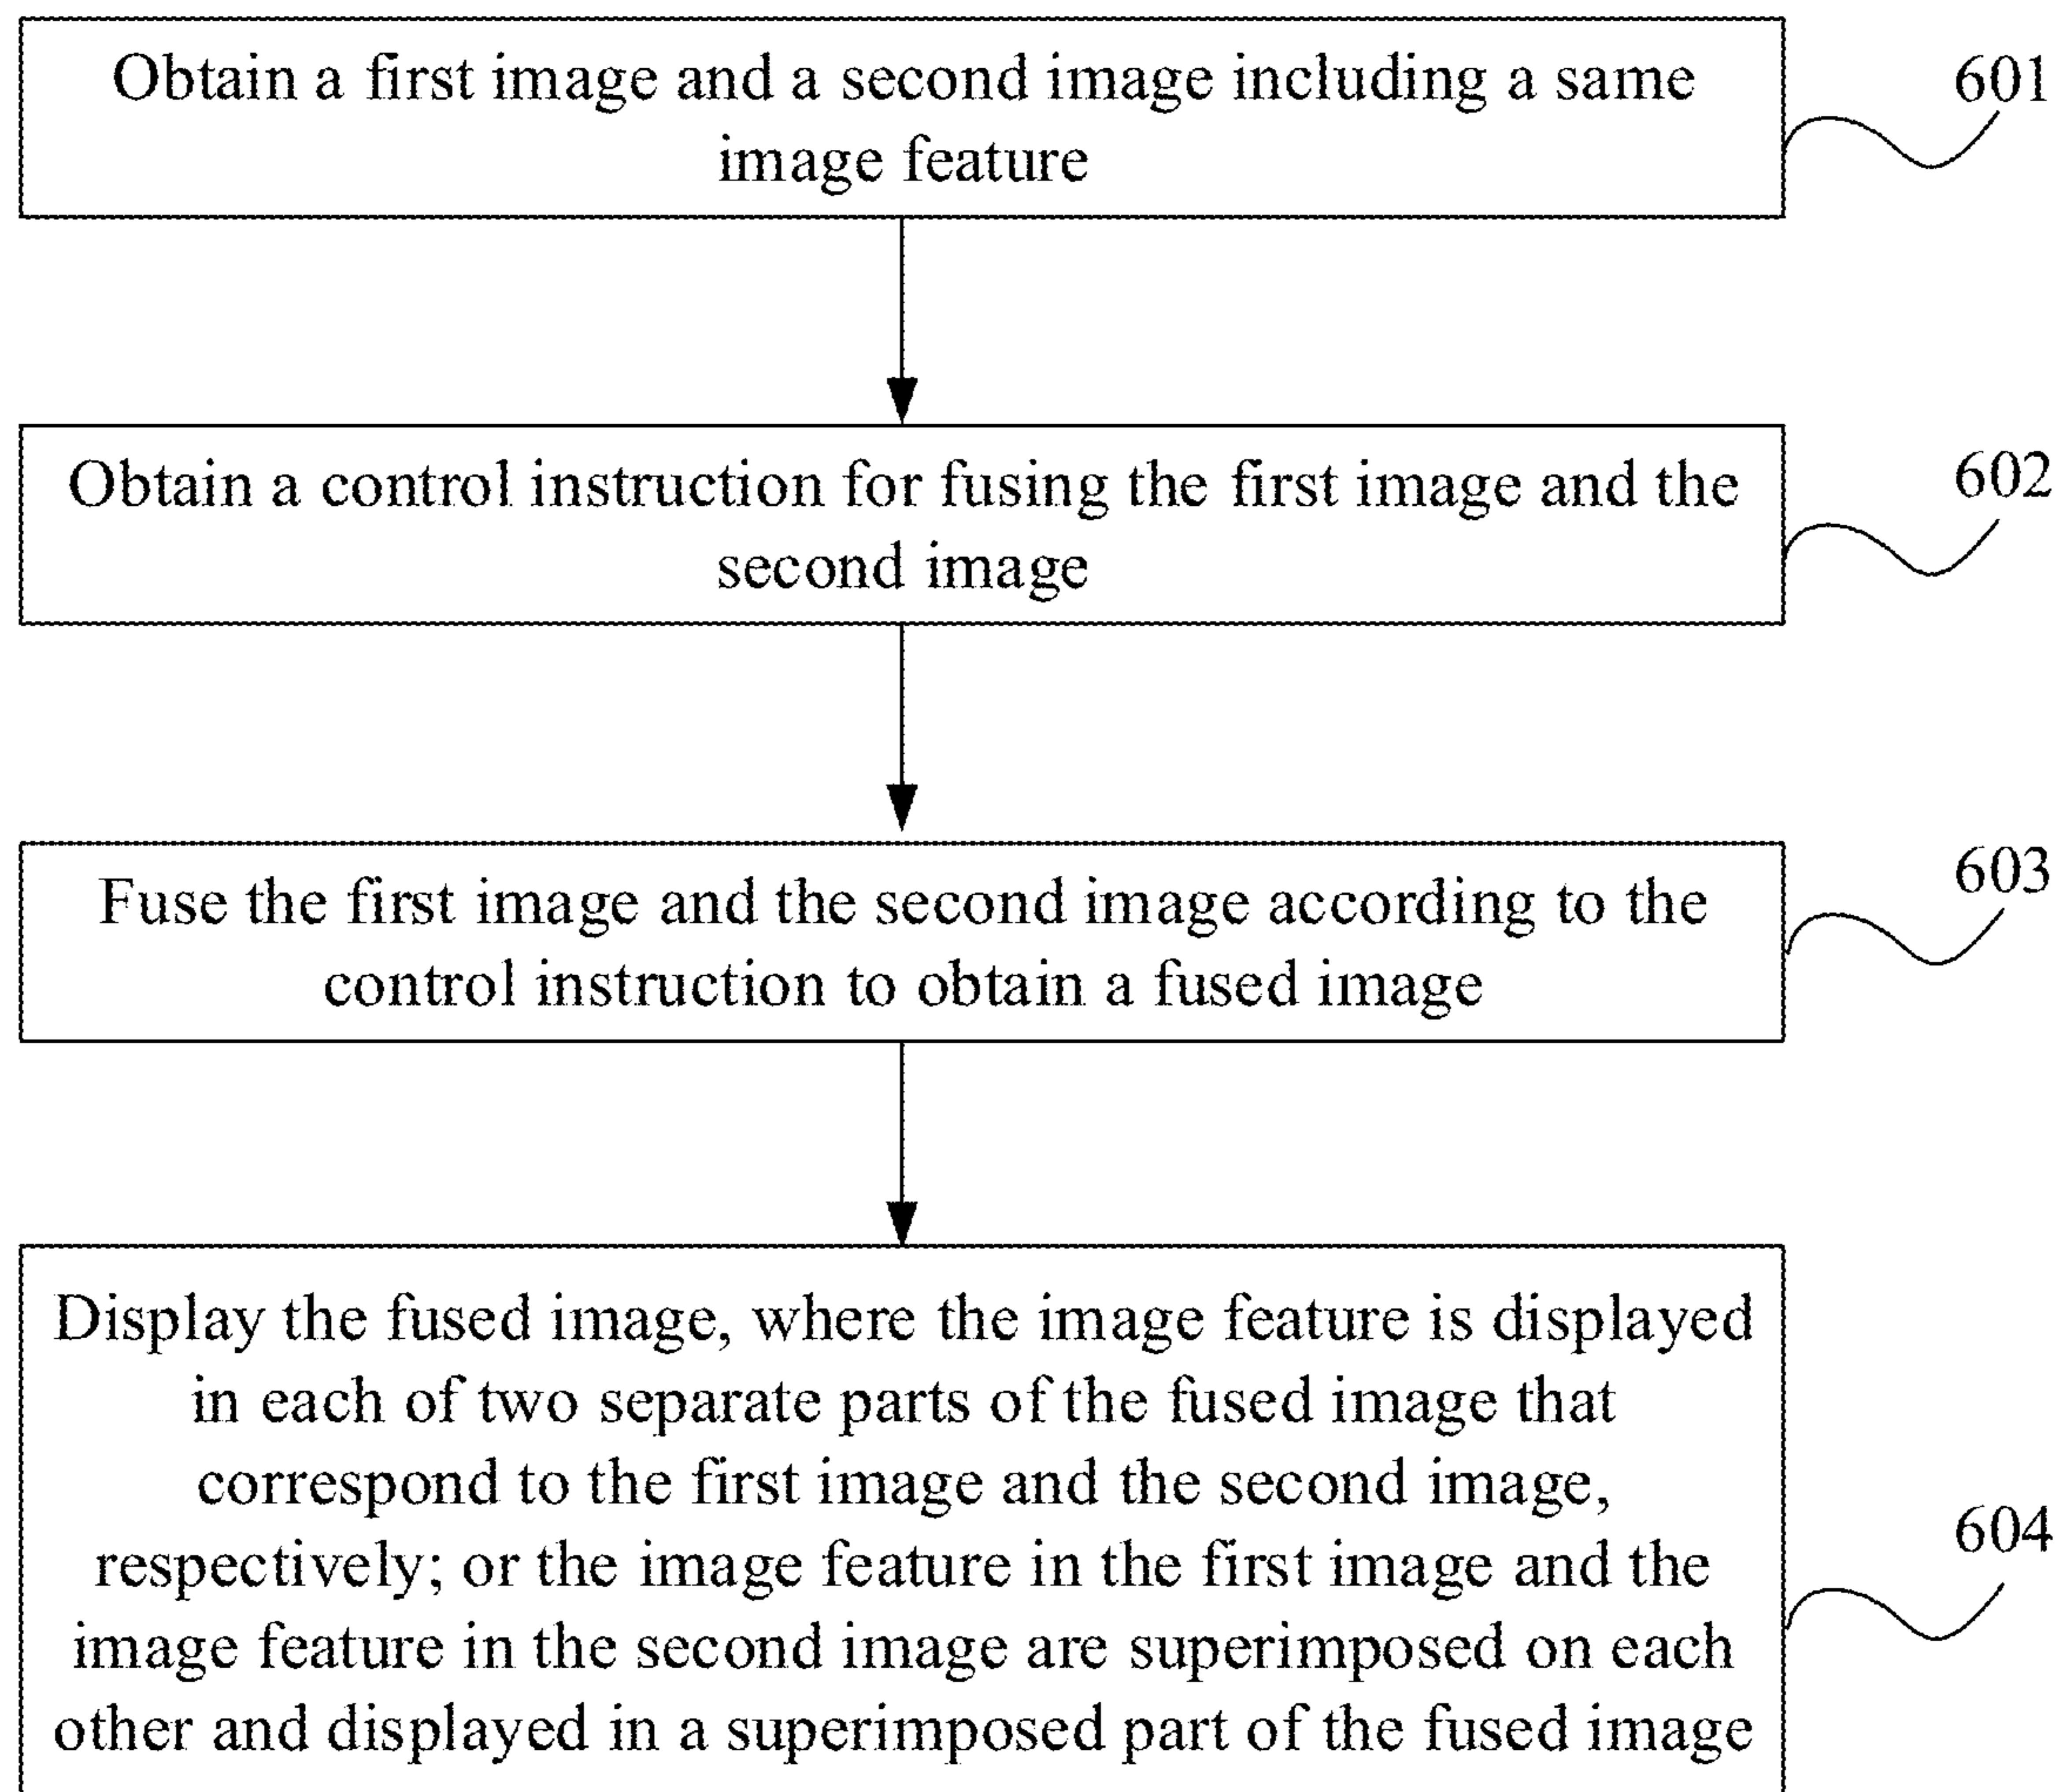 Obtain a first image and a second image including a same
image feature
601
Obtain a control instruction for fusing the first image and the
second image
602
Fuse the first image and the second image according to the
control instruction to obtain a fused image
603
Display the fused image, where the image feature is displayed
in each of two separate parts of the fused image that
correspond to the first image and the second image,
respectively; or the image feature in the first image and the
image feature in the second image are superimposed on each
other and displayed in a superimposed part of the fused image
604